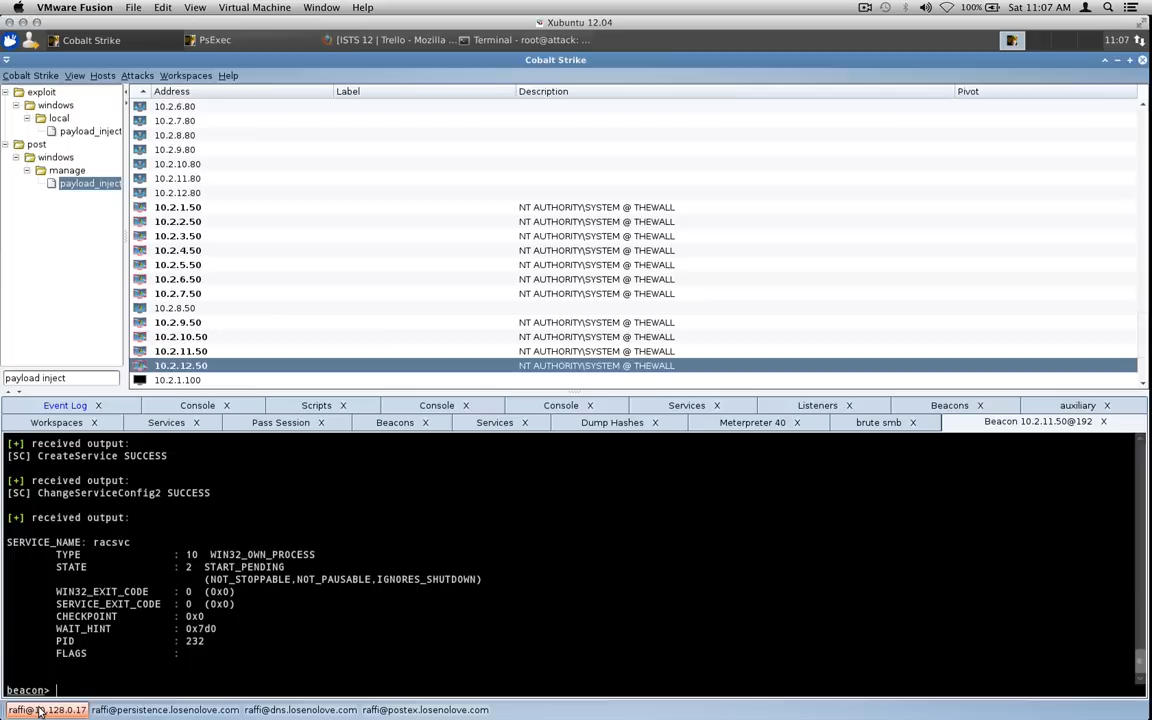 VMware Fusion File Edit View Virtual Machine Window Help 100% Sat 11:07 AM
Xubuntu 12.04
Cobalt Strike PsExec [ISTS 12 | Trello - Mozilla ... Terminal - root@attack: ... 11:07
Cobalt Strike
Cobalt Strike View Hosts Attacks Workspaces Help
exploit
windows
local
payload_inject
post
windows
manage
payload_inject
payload inject
Address Label Description Pivot
10.2.6.80
10.2.7.80
10.2.8.80
10.2.9.80
10.2.10.80
10.2.11.80
10.2.12.80
10.2.1.50 NT AUTHORITY\SYSTEM @ THEWALL
10.2.2.50 NT AUTHORITY\SYSTEM @ THEWALL
10.2.3.50 NT AUTHORITY\SYSTEM @ THEWALL
10.2.4.50 NT AUTHORITY\SYSTEM @ THEWALL
10.2.5.50 NT AUTHORITY\SYSTEM @ THEWALL
10.2.6.50 NT AUTHORITY\SYSTEM @ THEWALL
10.2.7.50 NT AUTHORITY\SYSTEM @ THEWALL
10.2.8.50
10.2.9.50 NT AUTHORITY\SYSTEM @ THEWALL
10.2.10.50 NT AUTHORITY\SYSTEM @ THEWALL
10.2.11.50 NT AUTHORITY\SYSTEM @ THEWALL
10.2.12.50 NT AUTHORITY\SYSTEM @ THEWALL
10.2.1.100
Event Log X Console X Scripts X Console X Console X Services X Listeners X Beacons X auxiliary X
Workspaces X Services X Pass Session X Beacons X Services X Dump Hashes X Meterpreter 40 X brute smb X Beacon 10.2.11.50@192 X
[+] received output:
[SC] CreateService SUCCESS
[+] received output:
[SC] ChangeServiceConfig2 SUCCESS
[+] received output:
SERVICE_NAME: racsvc
TYPE : 10 WIN32_OWN_PROCESS
STATE : 2 START_PENDING
(NOT_STOPPABLE,NOT_PAUSABLE,IGNORES_SHUTDOWN)
WIN32_EXIT_CODE : 0 (0x0)
SERVICE_EXIT_CODE : 0 (0x0)
CHECKPOINT : 0x0
WAIT_HINT : 0x7d0
PID : 232
FLAGS :
beacon>
raffi@persistence.losenolove.com raffi@dns.losenolove.com raffi@postex.losenolove.com